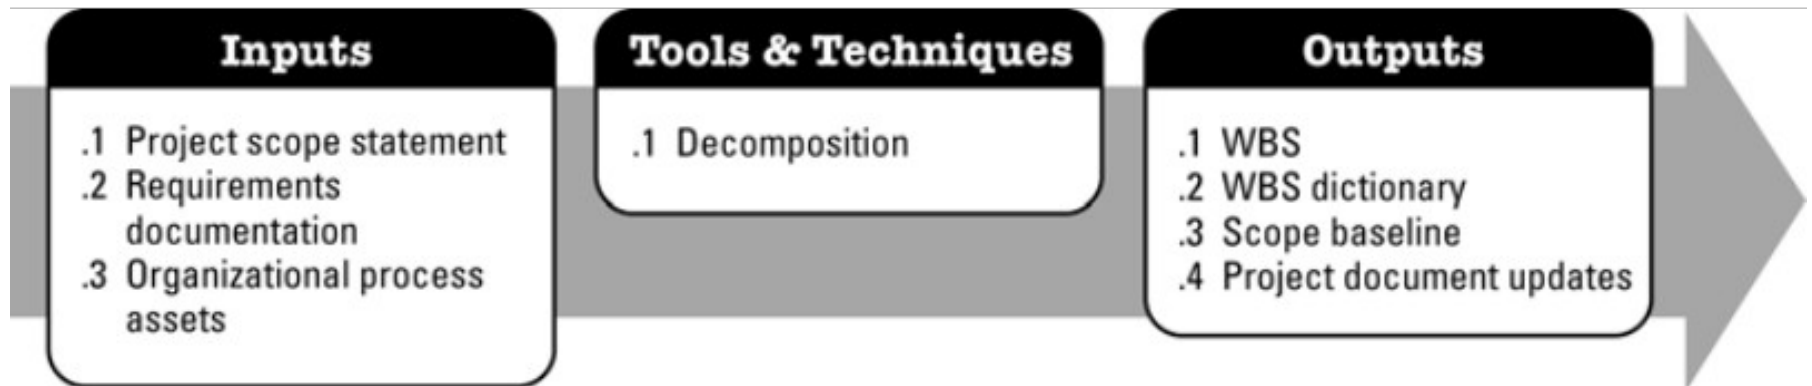 Inputs
.1 Project scope statement
.2 Requirements
documentation
.3 Organizational process
assets
Tools & Techniques
.1 Decomposition
Outputs
.1 WBS
.2 WBS dictionary
.3 Scope baseline
.4 Project document updates